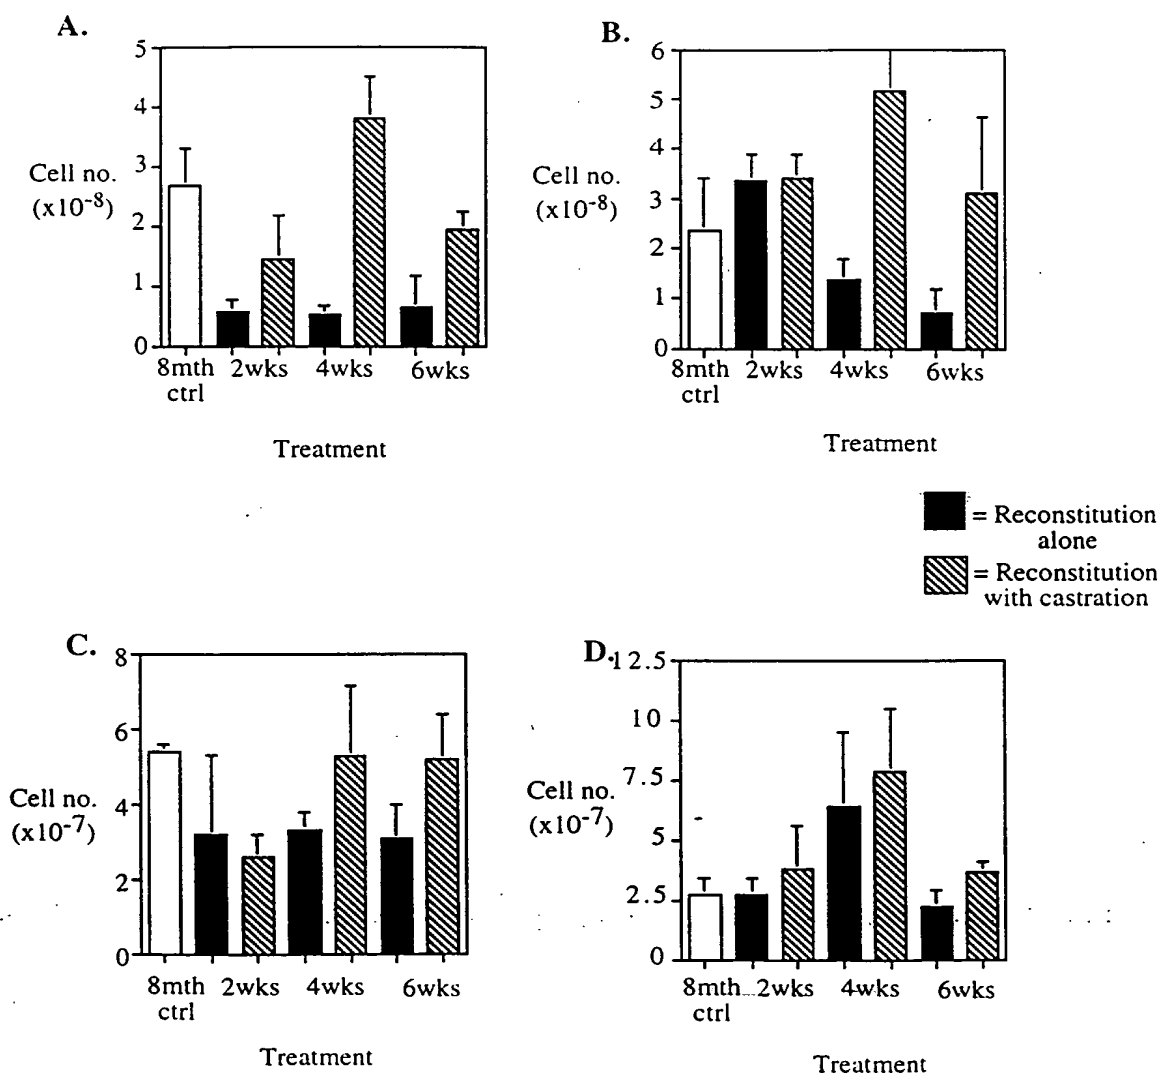 A.
5
4
3
2
1
0
Cell no.
(x10-8)
8mth 2wks 4wks 6wks
ctrl
Treatment
B.
6
5
4
3
2
1
0
Cell no.
(x10-8)
8mth 2wks 4wks 6wks
ctrl
Treatment
= Reconstitution
alone
= Reconstitution
with castration
C.
8
6
4
2
0
Cell no.
(x10-7)
8mth 2wks 4wks 6wks
ctrl
Treatment
D.
12.5
10
7.5
5
2.5
0
Cell no.
(x10-7)
8mth 2wks 4wks 6wks
ctrl
Treatment